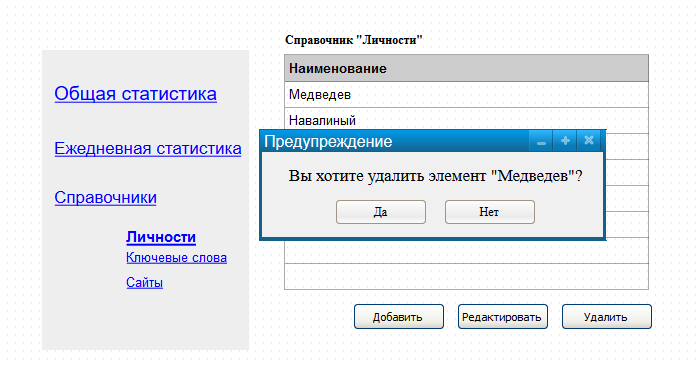 Справочник "Личности"
Общая статистика
Ежедневная статистика
Справочники
Личности
Ключевые слова
Сайты
Наименование
Медведев
Навалиный
Предупреждение
Вы хотите удалить элемент "Медведев"?
Да
Нет
Добавить
Редактировать
Удалить